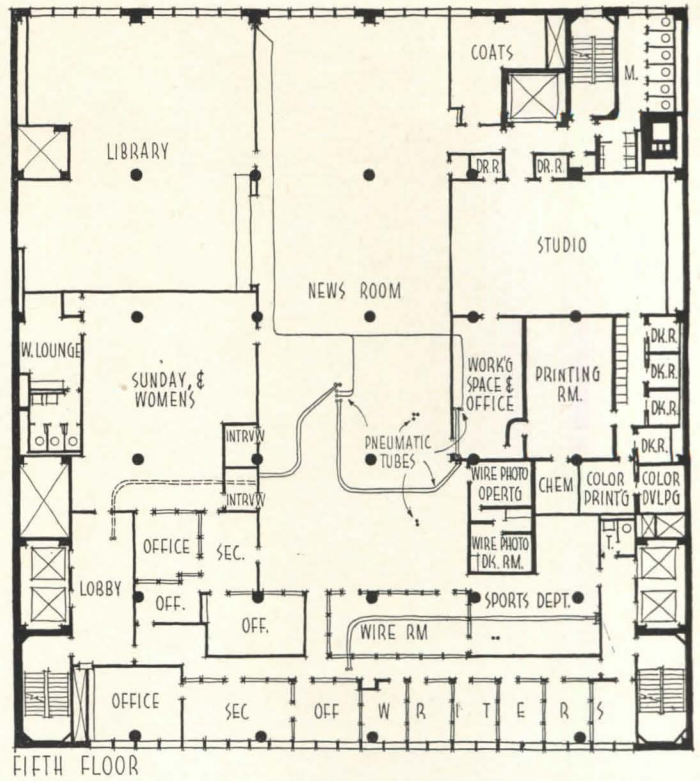 COATS
M.
LIBRARY
DR.R.
DR.R.
STUDIO
NEWS ROOM
W.LOUNGE
SUNDAY, &
WOMENS
WORK'G
SPACE &
OFFICE
PRINTING
RM.
DK.R.
DK.R.
DK.R.
DK.R.
INTRVW
INTRVW
PNEUMATIC
TUBES
WIRE PHOTO
OPERT'G
CHEM
COLOR
PRINT'G
COLOR
DVLPG
WIRE PHOTO
DK. RM.
T.
OFFICE
SEC.
LOBBY
OFF.
OFF.
WIRE RM
SPORTS DEPT.
OFFICE
SEC
OFF
W R I T E R S
FIFTH FLOOR